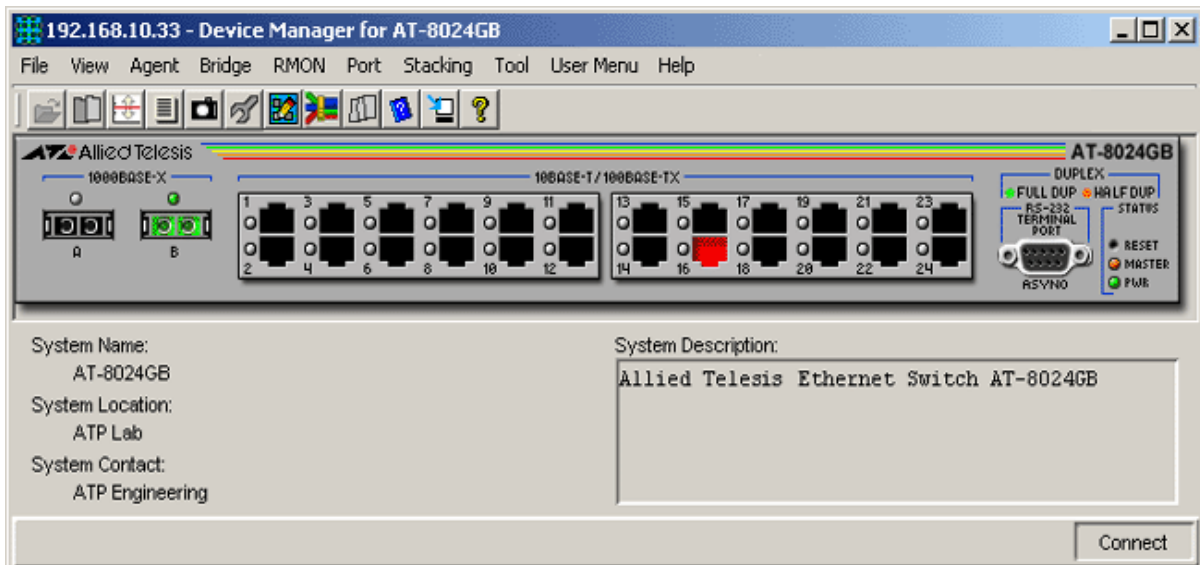 192.168.10.33 - Device Manager for AT-8024GB
File View Agent Bridge RMON Port Stacking Tool User Menu Help
Allied Telesis
AT-8024GB
1000BASE-X
10BASE-T/100BASE-TX
DUPLEX
FULL DUP HALF DUP
A B
1 3 5 7 9 11 13 15 17 19 21 23
2 4 6 8 10 12 14 16 18 20 22 24
RS-232
TERMINAL
PORT
ASYNO
STATUS
RESET
MASTER
PWR
System Name:
AT-8024GB
System Location:
ATP Lab
System Contact:
ATP Engineering
System Description:
Allied Telesis Ethernet Switch AT-8024GB
Connect